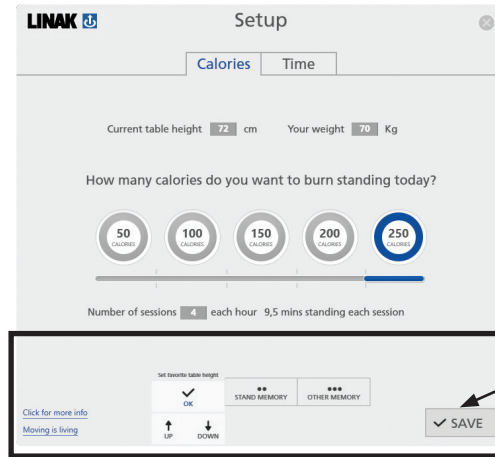 LINAK Setup
Calories Time
Current table height 72 cm Your weight 70 Kg
How many calories do you want to burn standing today?
50 CALORIES
100 CALORIES
150 CALORIES
200 CALORIES
250 CALORIES
Number of sessions 4 each hour 9,5 mins standing each session
Set favorite table height
OK
STAND MEMORY
OTHER MEMORY
UP DOWN
Click for more info
Moving is living
SAVE